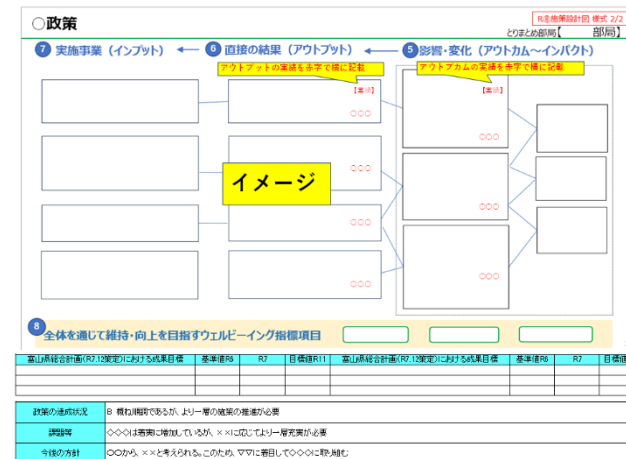 ○政策
R8施策設計図 様式 2/2
とりまとめ部局【 部局】
7 実施事業(インプット)
6 直接の結果(アウトプット)
5 影響・変化(アウトカム~インパクト)
アウトプットの実績を赤字で横に記載
アウトプカムの実績を赤字で横に記載
【実績】
【実績】
○○○
○○○
○○○
イメージ
○○○
○○○
○○○
○○○
8 全体を通じて維持・向上を目指すウェルビーイング指標項目
富山県総合計画(R7.12策定)における成果目標 基準値R6 R7 目標値R11 富山県総合計画(R7.12策定)における成果目標 基準値R6 R7 目標値
政策の達成状況 B 概ね順調であるが、より一層の施策の推進が必要
課題等 ◇◇◇は着実に増加しているが、××に応じてより一層充実が必要
今後の方針 ○○から、××と考えられる。このため、▽▽に着目して◇◇◇に取り組む